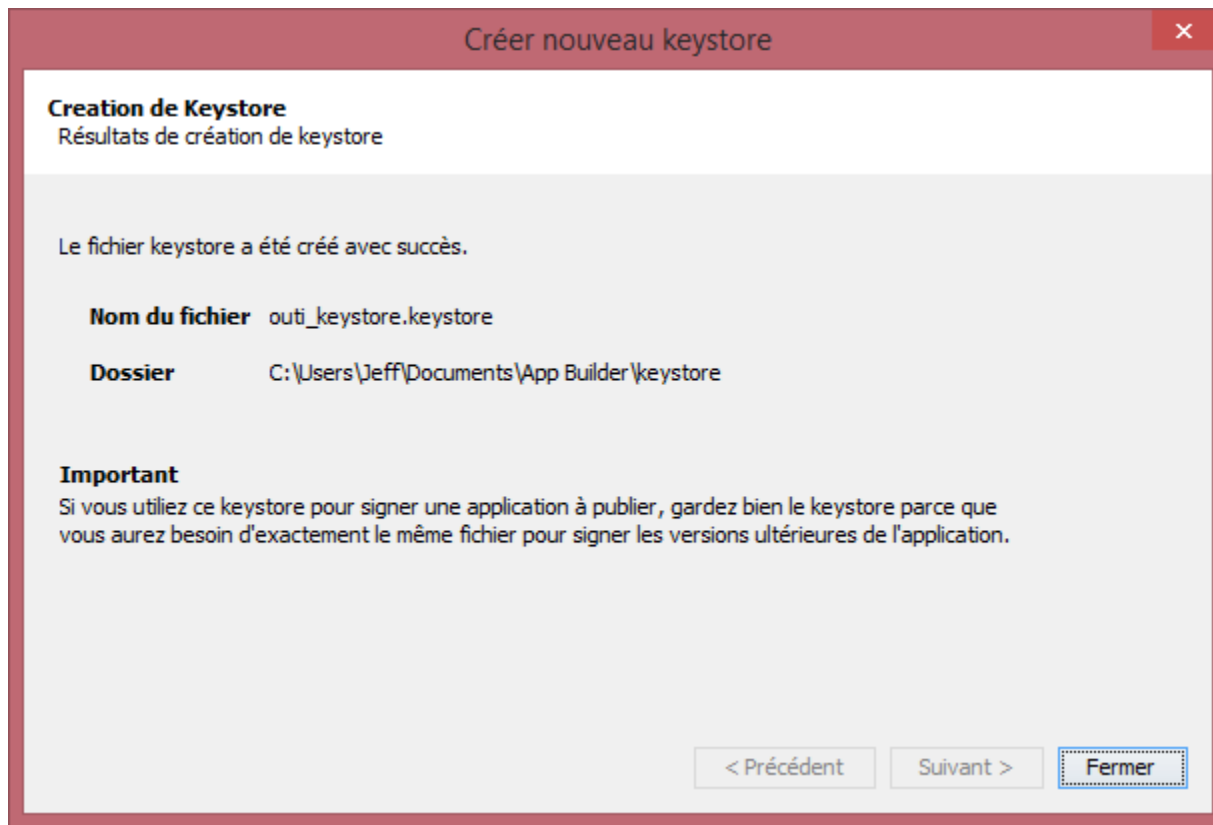 Créer nouveau keystore
×
Creation de Keystore
Résultats de création de keystore
Le fichier keystore a été créé avec succès.
Nom du fichier outi_keystore.keystore
Dossier C:\Users\Jeff\Documents\App Builder\keystore
Important
Si vous utiliez ce keystore pour signer une application à publier, gardez bien le keystore parce que
vous aurez besoin d'exactement le même fichier pour signer les versions ultérieures de l'application.
< Précédent Suivant > Fermer